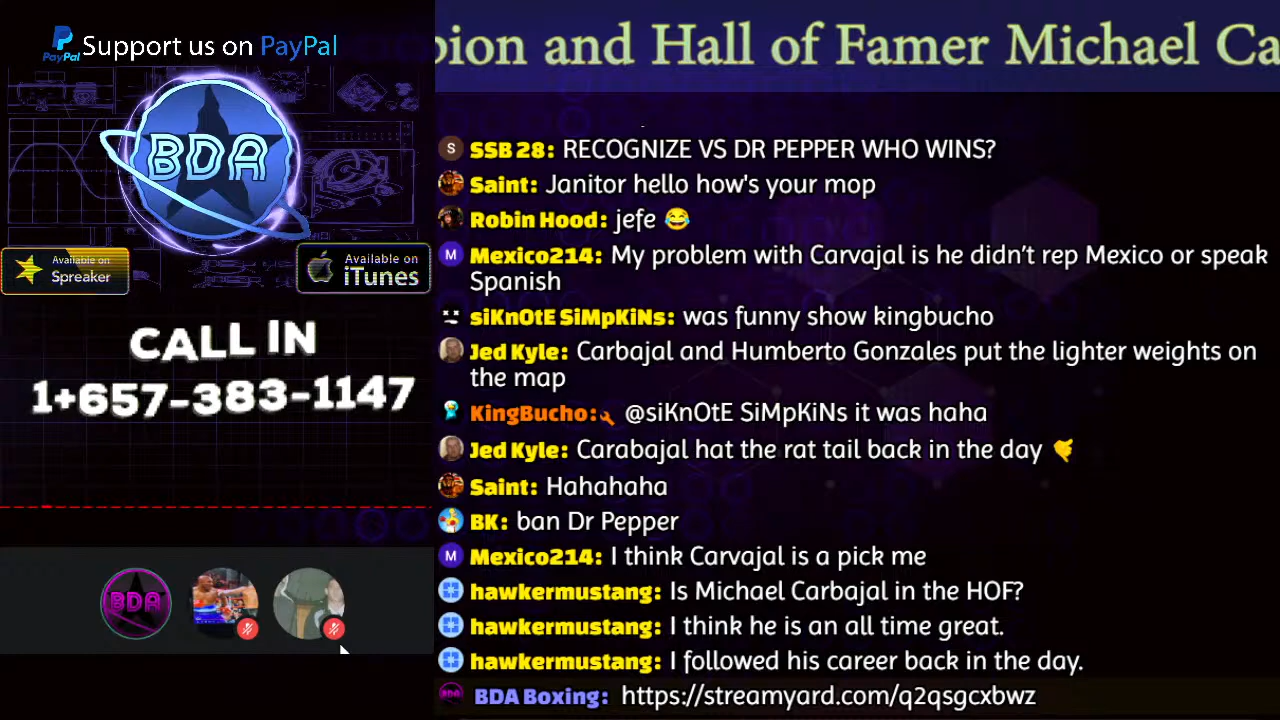 PayPal
Support us on PayPal
BDA
Available on
Spreaker
Available on
iTunes
CALL IN
1+657-383-1147
BDA
pion and Hall of Famer Michael Ca
S SSB 28: RECOGNIZE VS DR PEPPER WHO WINS?
Saint: Janitor hello how's your mop
Robin Hood: jefe 😂
M Mexico214: My problem with Carvajal is he didn’t rep Mexico or speak
Spanish
siKnOtE SiMpKiNs: was funny show kingbucho
Jed Kyle: Carbajal and Humberto Gonzales put the lighter weights on
the map
KingBucho: @siKnOtE SiMpKiNs it was haha
Jed Kyle: Carabajal hat the rat tail back in the day 🤙
Saint: Hahahaha
BK: ban Dr Pepper
M Mexico214: I think Carvajal is a pick me
hawkermustang: Is Michael Carbajal in the HOF?
hawkermustang: I think he is an all time great.
hawkermustang: I followed his career back in the day.
BDA BDA Boxing: https://streamyard.com/q2qsgcxbwz